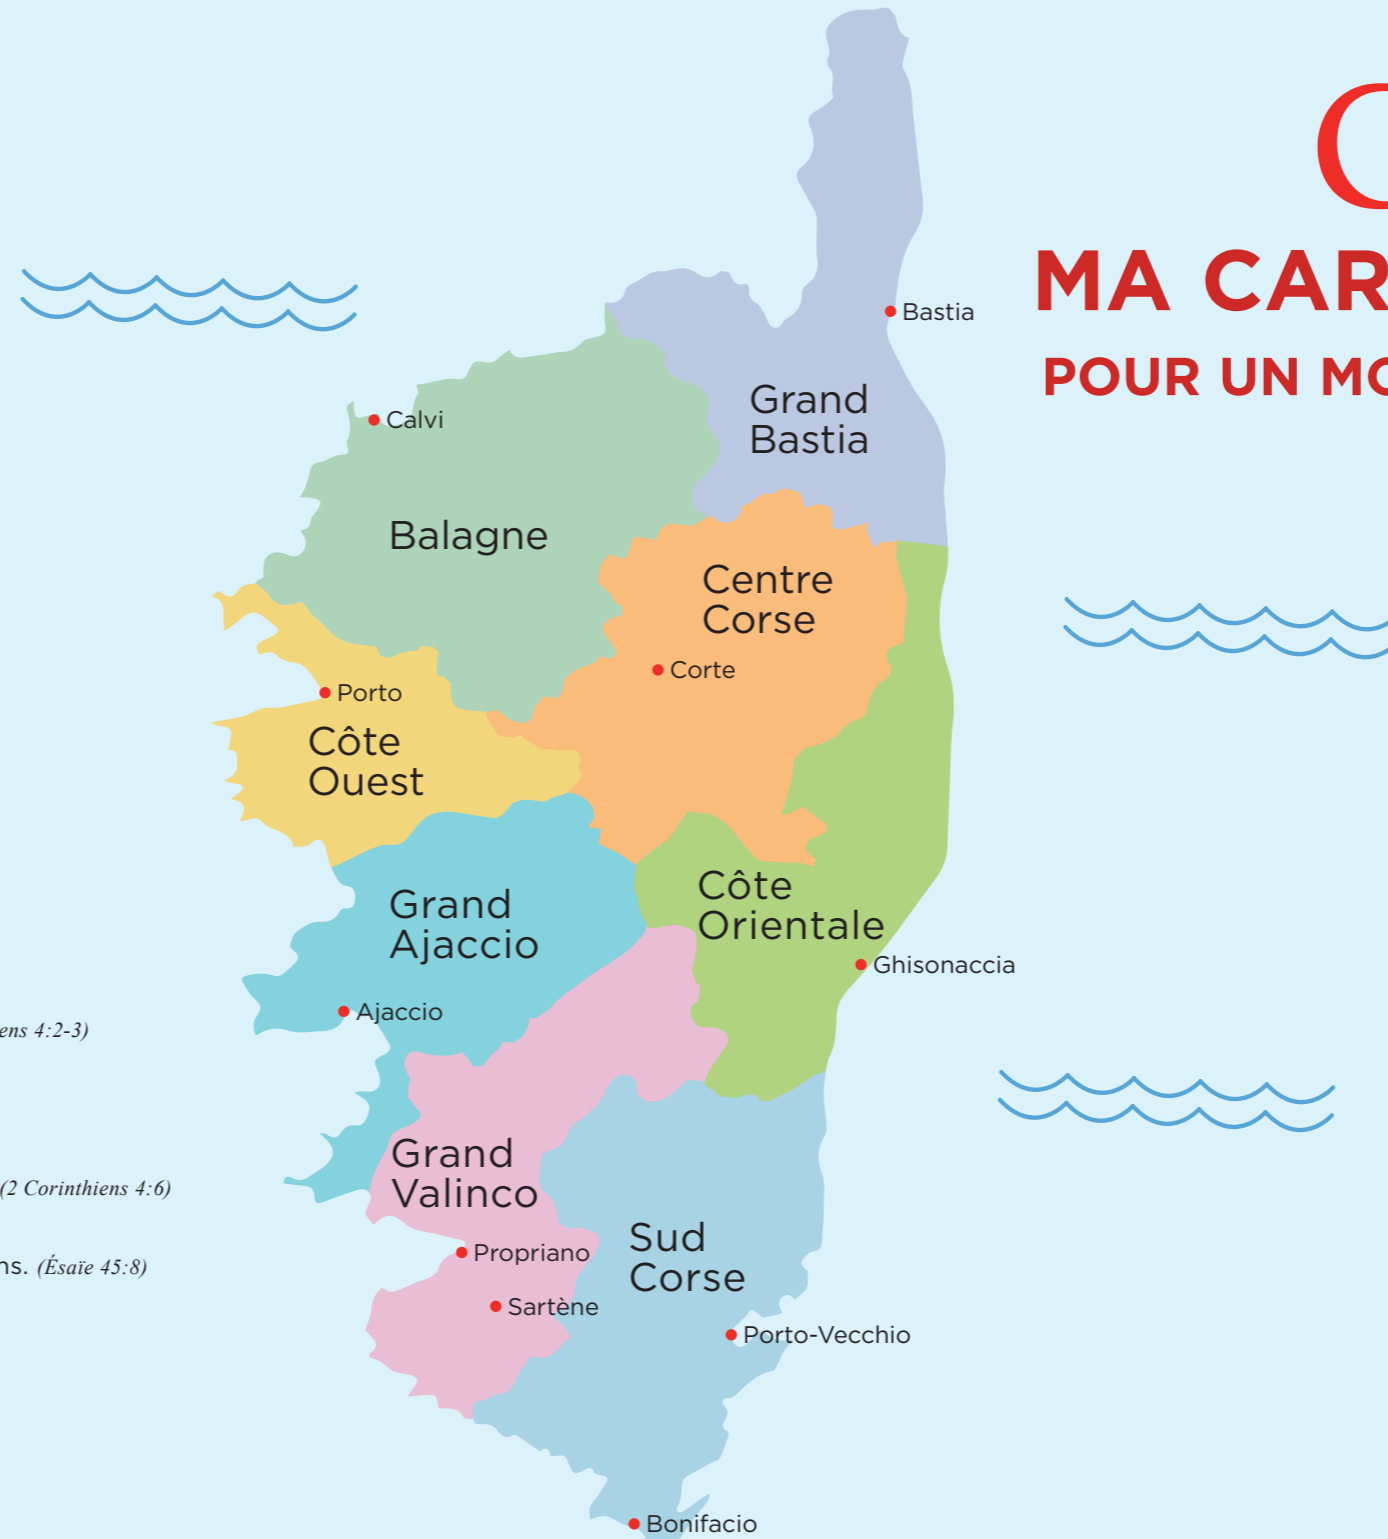 C
MA CAR
POUR UN MO
Bastia
Grand
Bastia
Calvi
Balagne
Centre
Corse
Corte
Porto
Côte
Ouest
Côte
Orientale
Grand
Ajaccio
Ghisonaccia
Ajaccio
ens 4:2-3)
Grand
Valinco
(2 Corinthiens 4:6)
Sud
Corse
Propriano
ns. (Ésaïe 45:8)
Sartène
Porto-Vecchio
Bonifacio